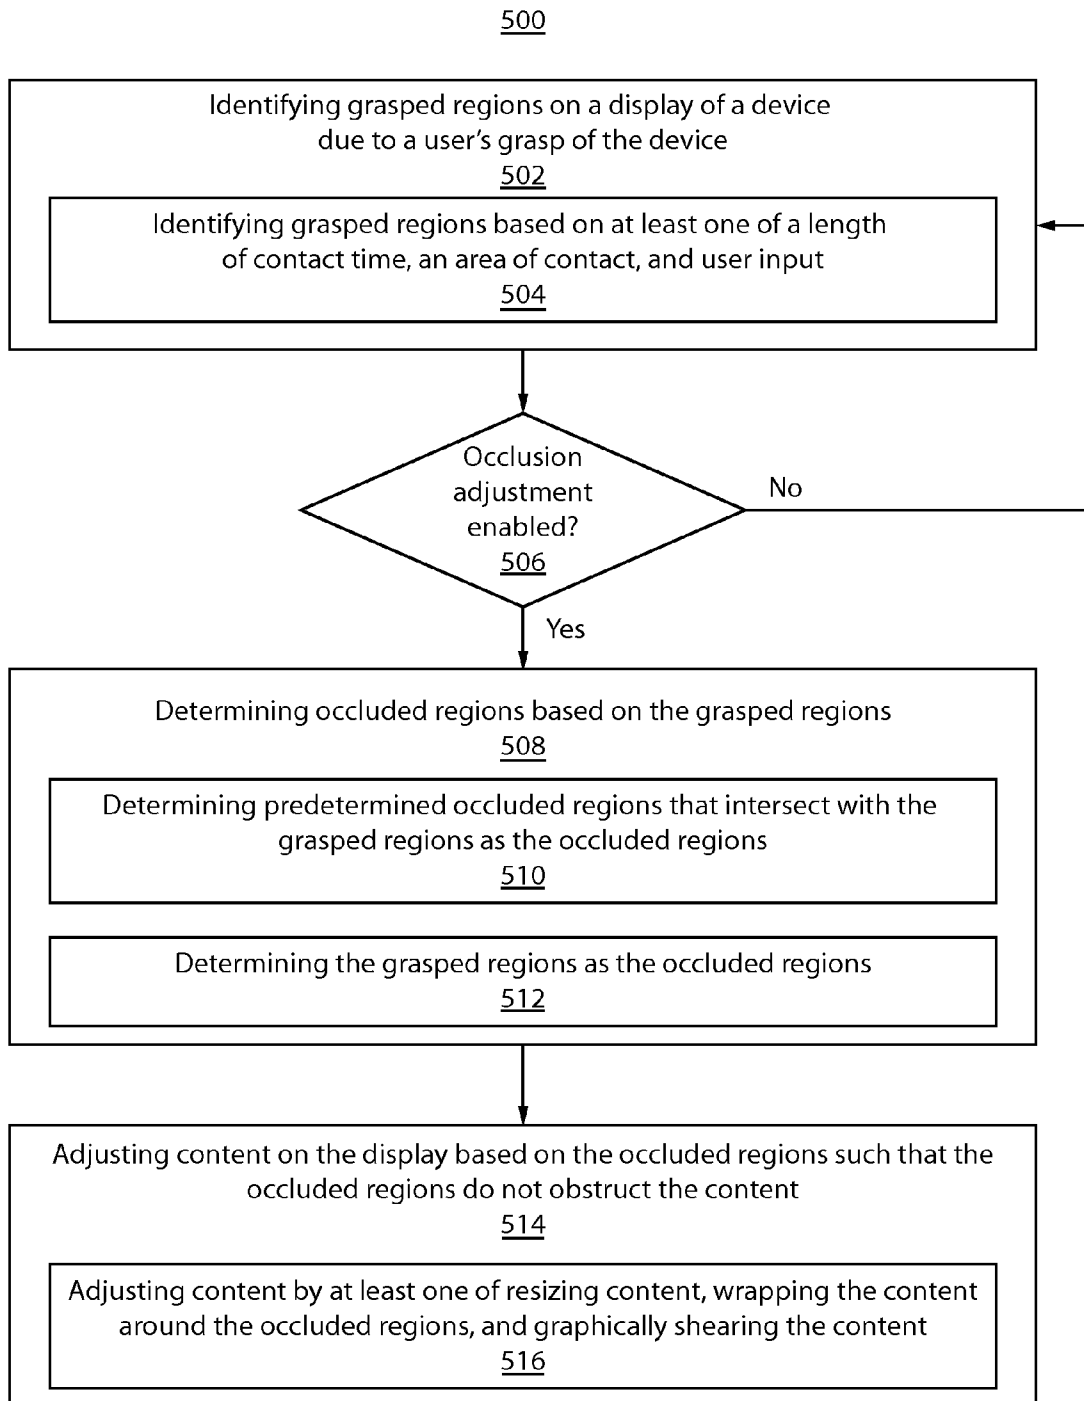 500
Identifying grasped regions on a display of a device
due to a user’s grasp of the device
502
Identifying grasped regions based on at least one of a length
of contact time, an area of contact, and user input
504
Occlusion
adjustment
enabled?
506
No
Yes
Determining occluded regions based on the grasped regions
508
Determining predetermined occluded regions that intersect with the
grasped regions as the occluded regions
510
Determining the grasped regions as the occluded regions
512
Adjusting content on the display based on the occluded regions such that the
occluded regions do not obstruct the content
514
Adjusting content by at least one of resizing content, wrapping the content
around the occluded regions, and graphically shearing the content
516